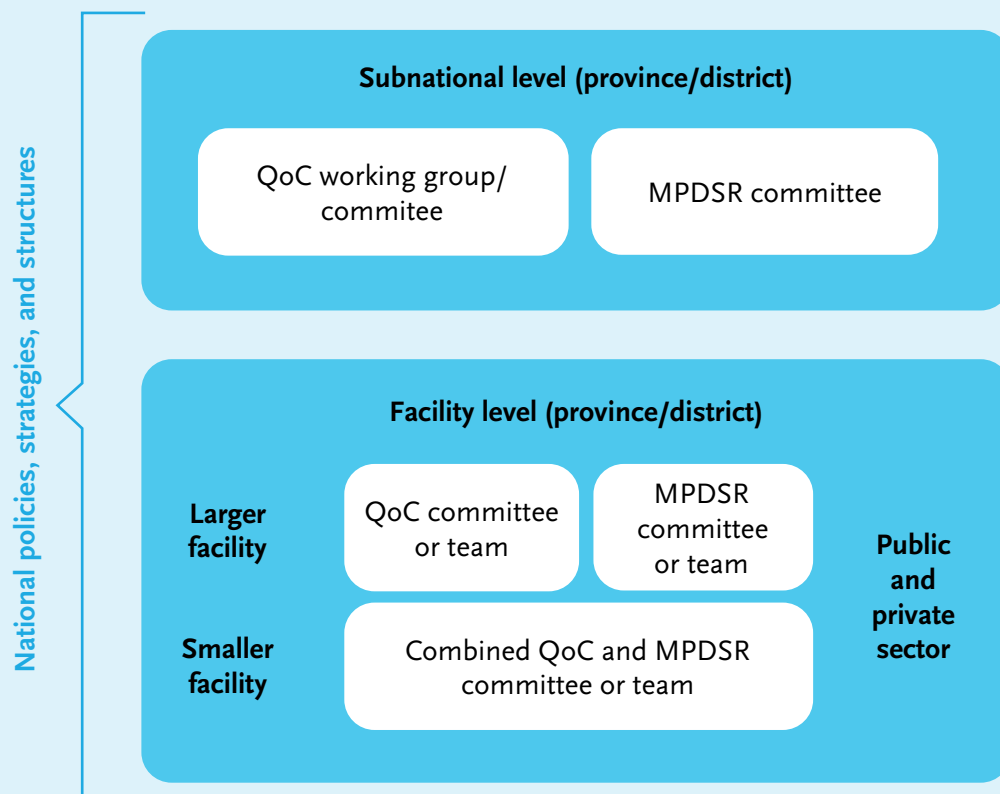 National policies, strategies, and structures
Subnational level (province/district)
QoC working group/
commitee
MPDSR committee
Facility level (province/district)
Larger
facility
QoC committee
or team
MPDSR
committee
or team
Public
and
private
sector
Smaller
facility
Combined QoC and MPDSR
committee or team